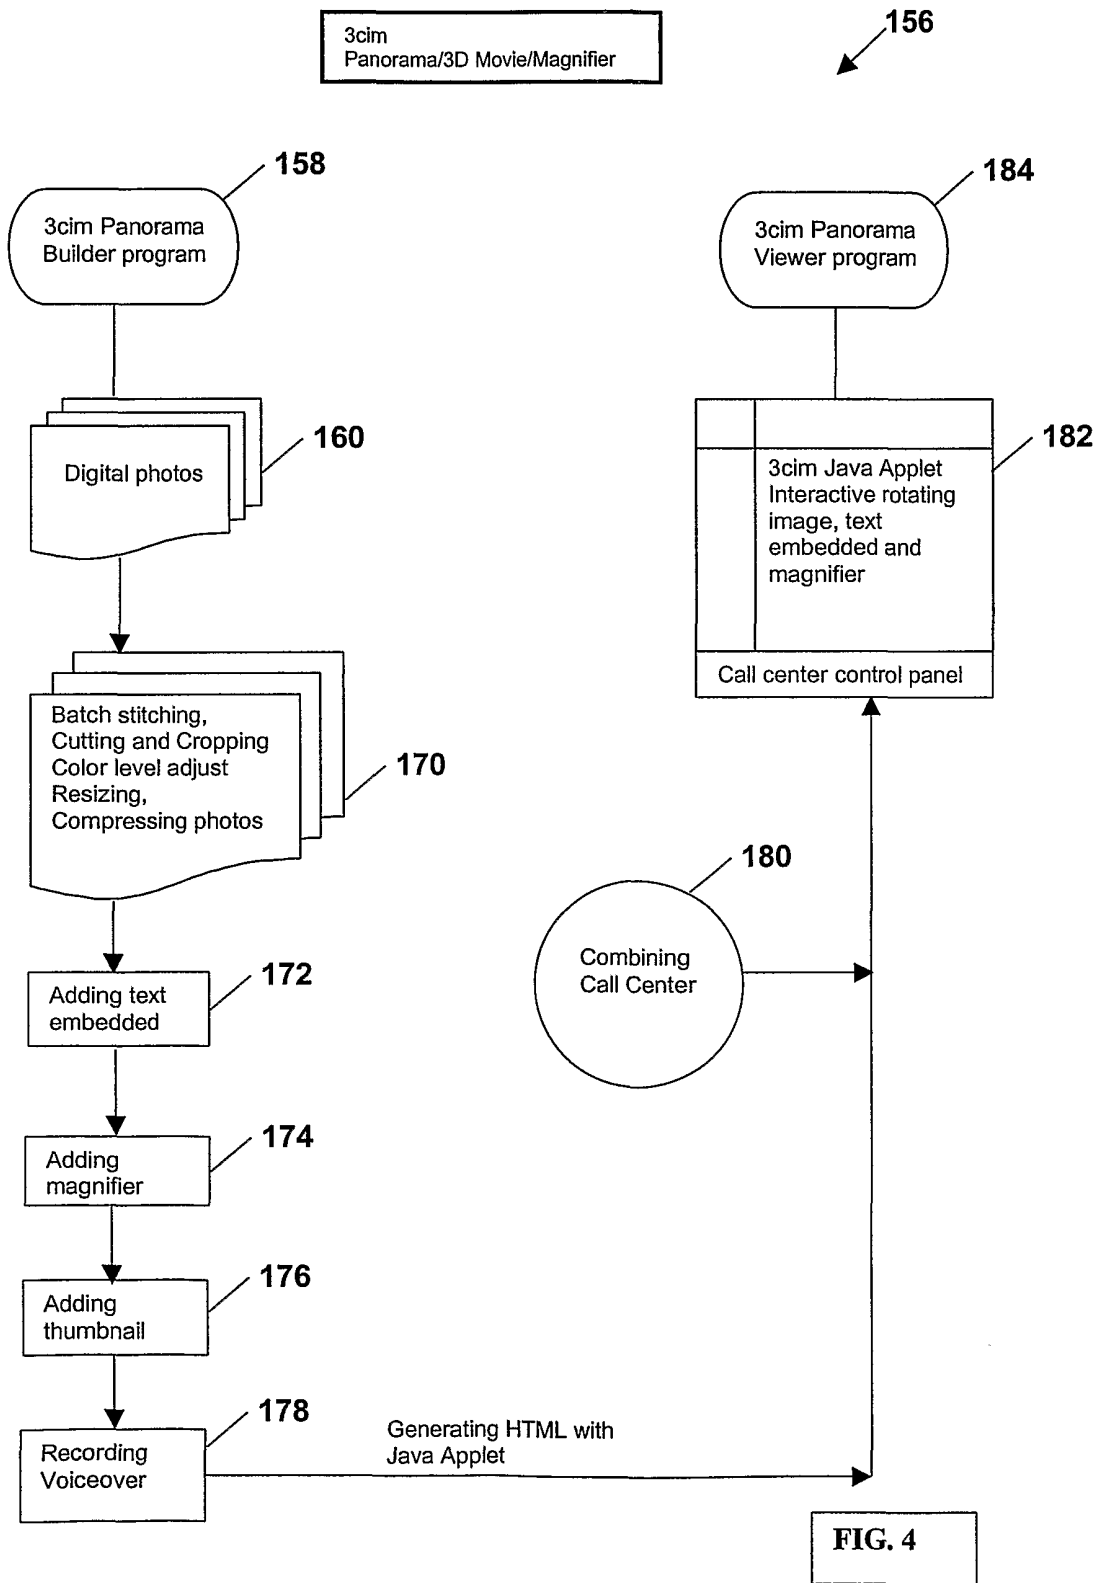 3cim
Panorama/3D Movie/Magnifier
156
158
3cim Panorama
Builder program
184
3cim Panorama
Viewer program
160
Digital photos
182
3cim Java Applet
Interactive rotating
image, text
embedded and
magnifier
Call center control panel
170
Batch stitching,
Cutting and Cropping
Color level adjust
Resizing,
Compressing photos
180
Combining
Call Center
172
Adding text
embedded
174
Adding
magnifier
176
Adding
thumbnail
178
Recording
Voiceover
Generating HTML with
Java Applet
FIG. 4